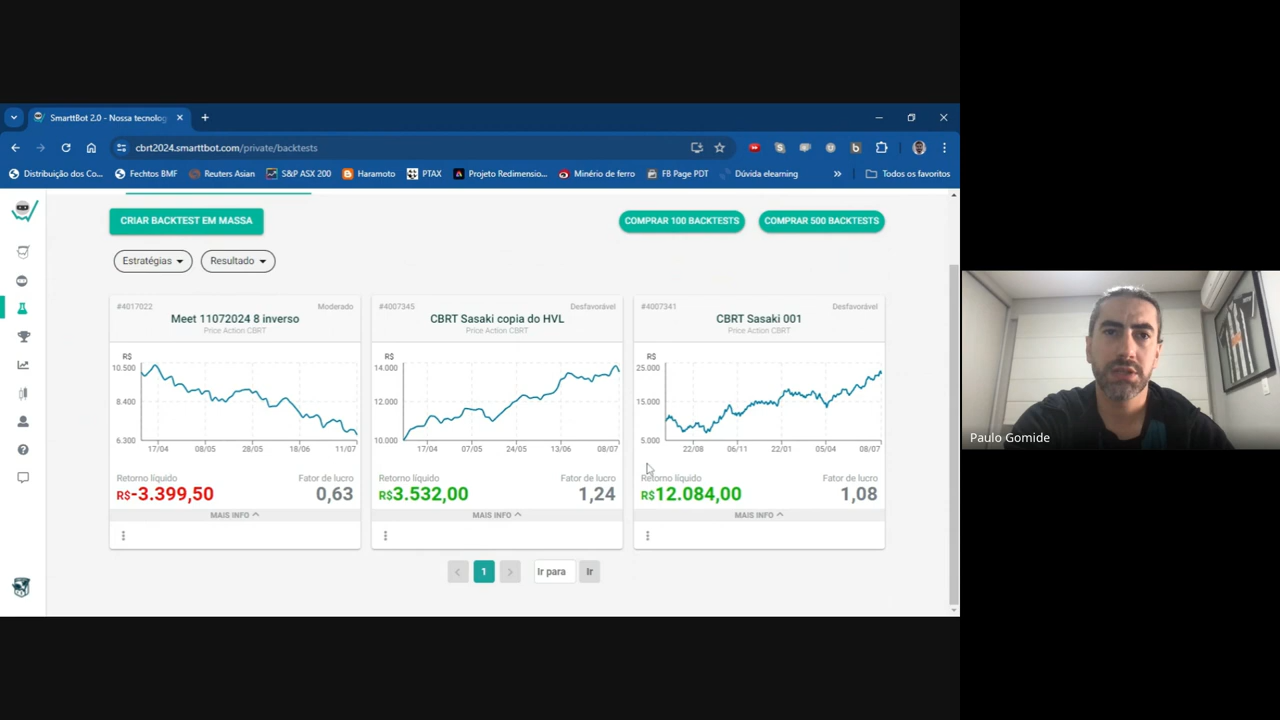 SmarttBot 2.0 - Nossa tecnolog
cbrt2024.smarttbot.com/private/backtests
Distribuição dos Co...
Fechtos BMF
Reuters Asian
S&P ASX 200
Haramoto
PTAX
Projeto Redimensio...
Minério de ferro
FB Page PDT
Dúvida elearning
»
Todos os favoritos
CRIAR BACKTEST EM MASSA
COMPRAR 100 BACKTESTS
COMPRAR 500 BACKTESTS
Estratégias
Resultado
#4017022
Moderado
Meet 11072024 8 inverso
Price Action CBRT
R$
10.500
8.400
6.300
17/04
08/05
28/05
18/06
11/07
Retorno líquido
Fator de lucro
R$-3.399,50
0,63
MAIS INFO
#4007345
Desfavorável
CBRT Sasaki copia do HVL
Price Action CBRT
R$
14.000
12.000
10.000
17/04
07/05
24/05
13/06
08/07
Retorno líquido
Fator de lucro
R$3.532,00
1,24
MAIS INFO
#4007341
Desfavorável
CBRT Sasaki 001
Price Action CBRT
R$
25.000
15.000
5.000
22/08
06/11
22/01
05/04
08/07
Retorno líquido
Fator de lucro
R$12.084,00
1,08
MAIS INFO
<
1
>
Ir para
Ir
Paulo Gomide